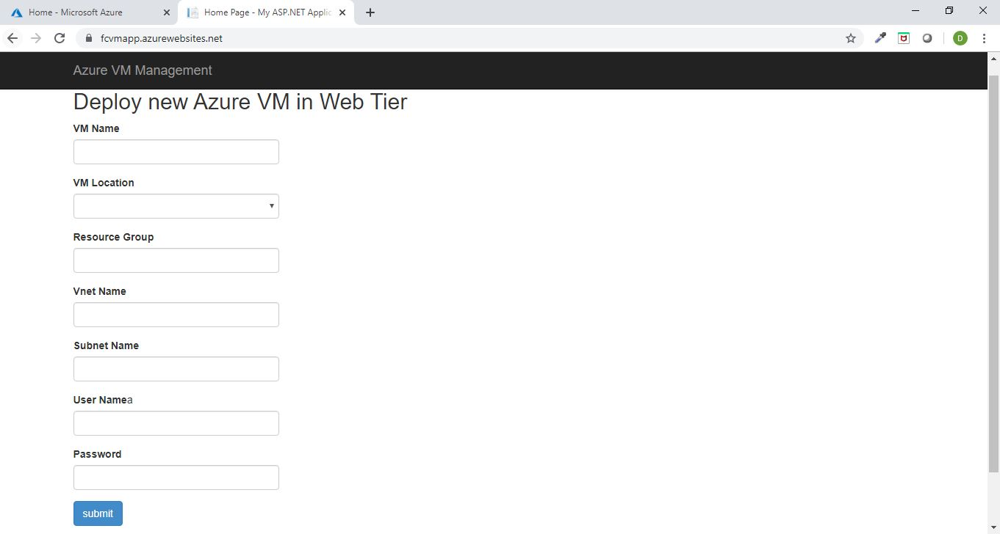 Home - Microsoft Azure
Home Page - My ASP.NET Applic
fcvmapp.azurewebsites.net
D
Azure VM Management
Deploy new Azure VM in Web Tier
VM Name
VM Location
Resource Group
Vnet Name
Subnet Name
User Namea
Password
submit